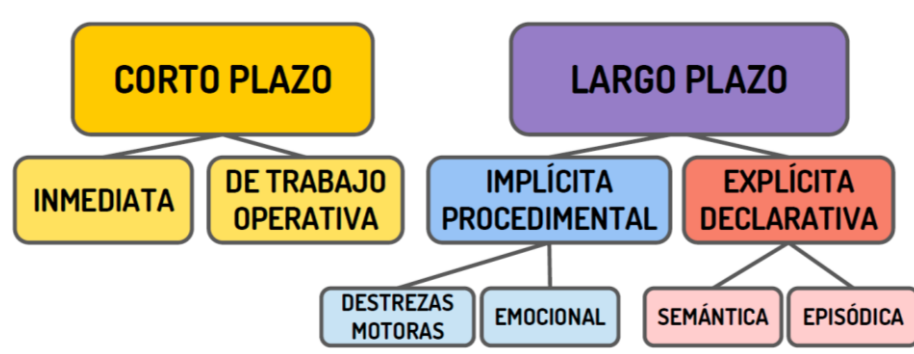 CORTO PLAZO
LARGO PLAZO
INMEDIATA
DE TRABAJO
OPERATIVA
IMPLÍCITA
PROCEDIMENTAL
EXPLÍCITA
DECLARATIVA
DESTREZAS
MOTORAS
EMOCIONAL
SEMÁNTICA
EPISÓDICA